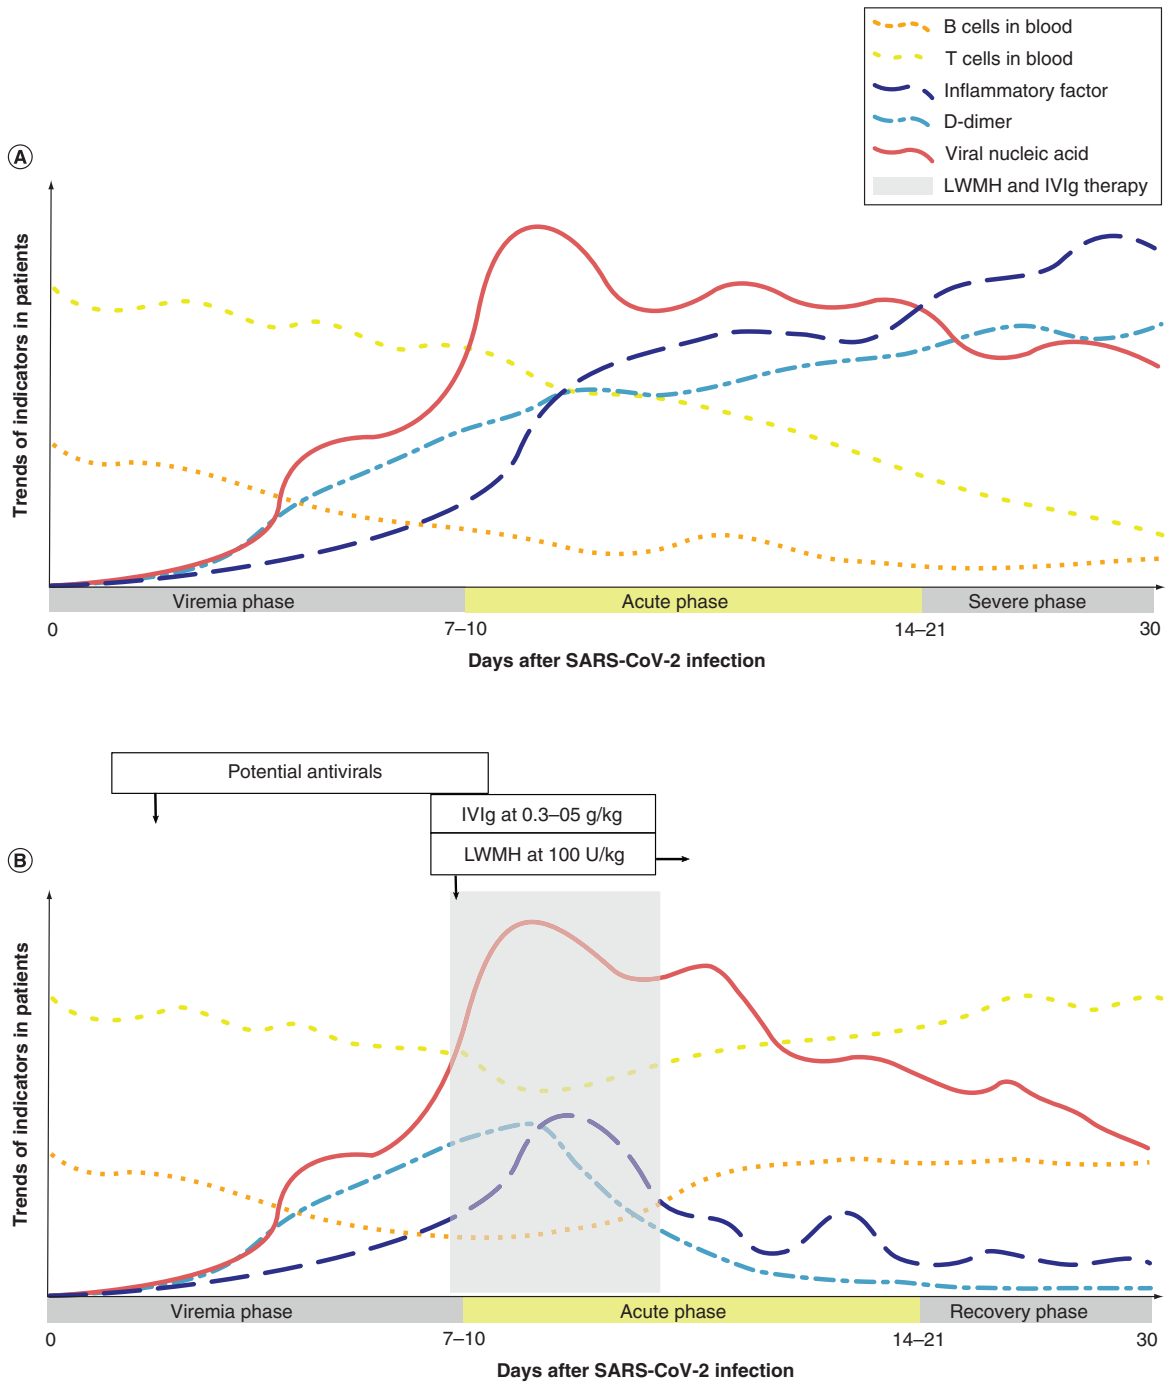 B cells in blood
T cells in blood
Inflammatory factor
D-dimer
Viral nucleic acid
LWMH and IVIg therapy
A
Trends of indicators in patients
Viremia phase
Acute phase
Severe phase
0
7–10
14–21
30
Days after SARS-CoV-2 infection
Potential antivirals
IVIg at 0.3–05 g/kg
LWMH at 100 U/kg
B
Trends of indicators in patients
Viremia phase
Acute phase
Recovery phase
0
7–10
14–21
30
Days after SARS-CoV-2 infection